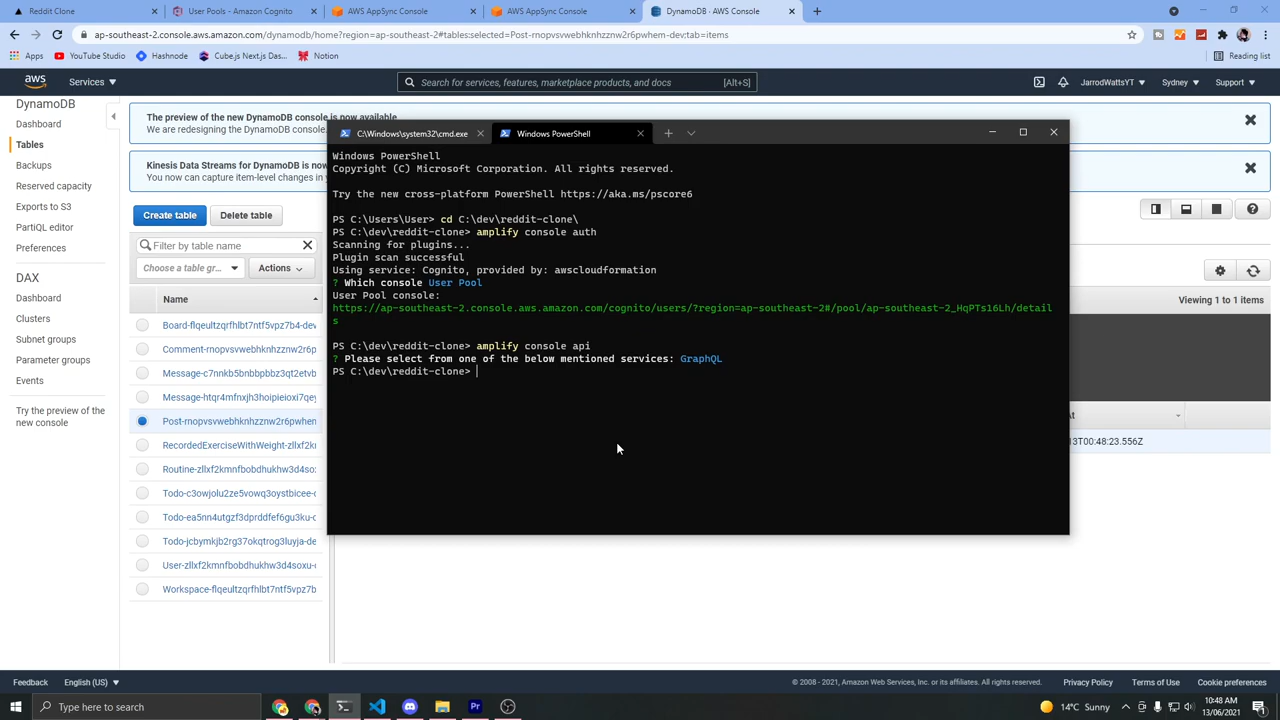 Reddit Clone
User Pools - Amazon Cognito
AWS AppSync Console
AWS AppSync Console
DynamoDB · AWS Console
ap-southeast-2.console.aws.amazon.com/dynamodb/home?region=ap-southeast-2#tables:selected=Post-rnopvsvwebhknhzznw2r6pwhem-dev;tab=items
Apps
YouTube Studio
Hashnode
Cube.js Next.js Das...
Notion
Reading list
aws
Services
Search for services, features, marketplace products, and docs
[Alt+S]
JarrodWattsYT
Sydney
Support
DynamoDB
Dashboard
Tables
Backups
Reserved capacity
Exports to S3
PartiQL editor
Preferences
DAX
Dashboard
Clusters
Subnet groups
Parameter groups
Events
Try the preview of the
new console
The preview of the new DynamoDB console is now available
We are redesigning the DynamoDB console.
Kinesis Data Streams for DynamoDB is now
You now can capture item-level changes in y
Create table
Delete table
Filter by table name
Choose a table gr...
Actions
Name
Board-flqeultzqrfhlbt7ntf5vpz7b4-dev
Comment-rnopvsvwebhknhzznw2r6p
Message-c7nnkb5bnbbpbbz3qt2etvb
Message-htqr4mfnxjh3hoipieioxi7qey
Post-rnopvsvwebhknhzznw2r6pwhem
RecordedExerciseWithWeight-zllxf2km
Routine-zllxf2kmnfbobdhukhw3d4sox
Todo-c3owjolu2ze5vowq3oystbicee-d
Todo-ea5nn4utgzf3dprddfef6gu3ku-d
Todo-jcbymkjb2rg37okqtrog3luyja-de
User-zllxf2kmnfbobdhukhw3d4soxu-d
Workspace-flqeultzqrfhlbt7ntf5vpz7b
C:\Windows\system32\cmd.exe
Windows PowerShell
Windows PowerShell
Copyright (C) Microsoft Corporation. All rights reserved.
Try the new cross-platform PowerShell https://aka.ms/pscore6
PS C:\Users\User> cd C:\dev\reddit-clone\
PS C:\dev\reddit-clone> amplify console auth
Scanning for plugins...
Plugin scan successful
Using service: Cognito, provided by: awscloudformation
? Which console User Pool
User Pool console:
https://ap-southeast-2.console.aws.amazon.com/cognito/users/?region=ap-southeast-2#/pool/ap-southeast-2_HqPTs16Lh/detail
s
PS C:\dev\reddit-clone> amplify console api
? Please select from one of the below mentioned services: GraphQL
PS C:\dev\reddit-clone>
Viewing 1 to 1 items
At
13T00:48:23.556Z
Feedback
English (US)
© 2008 - 2021, Amazon Web Services, Inc. or its affiliates. All rights reserved.
Privacy Policy
Terms of Use
Cookie preferences
Type here to search
14°C Sunny
10:48 AM
13/06/2021